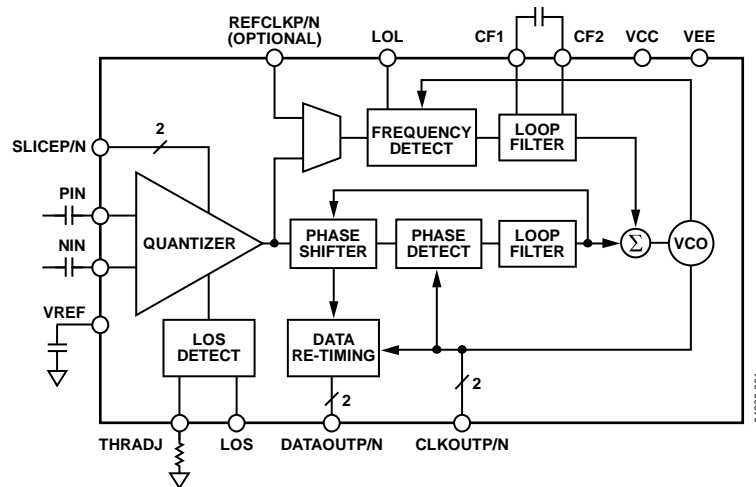 REFCLKP/N
(OPTIONAL)
LOL
CF1
CF2
VCC
VEE
SLICEP/N
2
FREQUENCY
DETECT
LOOP
FILTER
PIN
NIN
QUANTIZER
PHASE
SHIFTER
PHASE
DETECT
LOOP
FILTER
Σ
VCO
VREF
LOS
DETECT
DATA
RE-TIMING
2
2
THRADJ
LOS
DATAOUTP/N
CLKOUTP/N